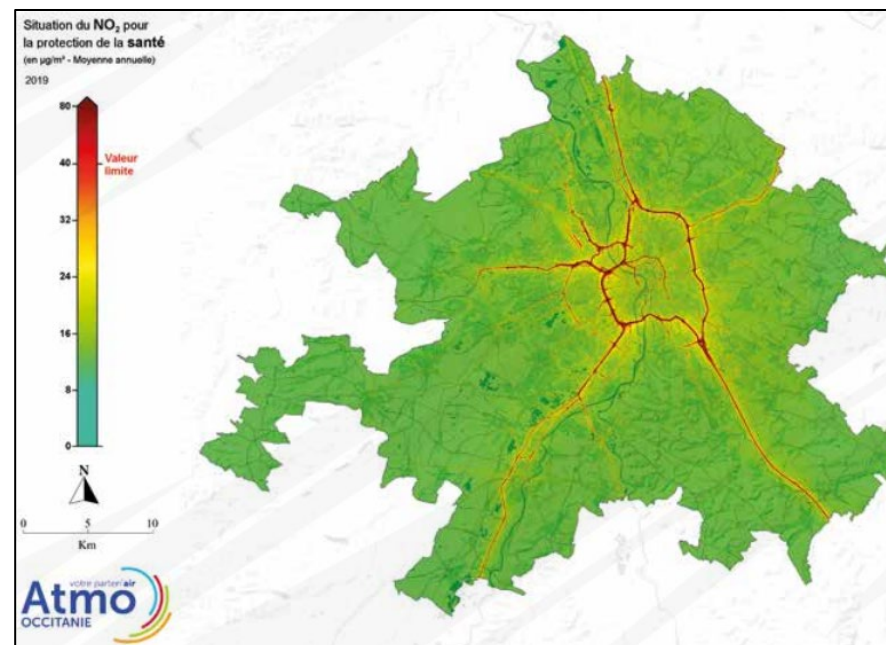 Situation du NO₂ pour
la protection de la santé
(en µg/m³ - Moyenne annuelle)
2019
80
40
Valeur
limite
32
24
16
8
0
N
0 5 10
Km
votre parten'air
Atmo
OCCITANIE